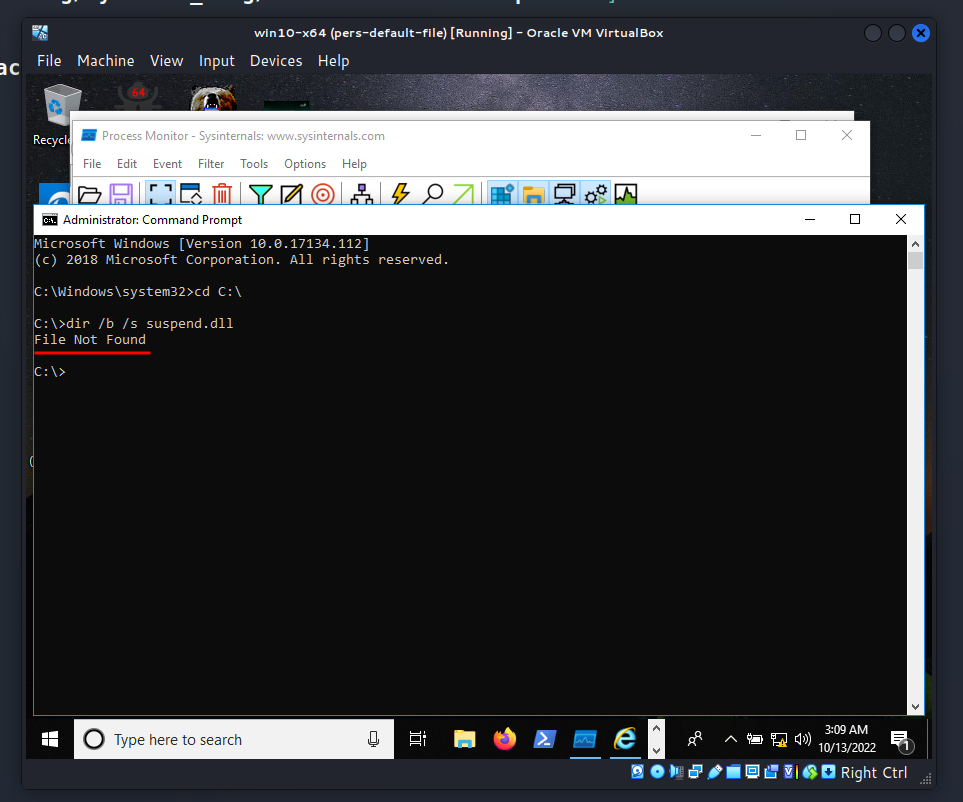 win10-x64 (pers-default-file) [Running] - Oracle VM VirtualBox
File Machine View Input Devices Help
ac
64
Recycle
Process Monitor - Sysinternals: www.sysinternals.com
File Edit Event Filter Tools Options Help
Administrator: Command Prompt
Microsoft Windows [Version 10.0.17134.112]
(c) 2018 Microsoft Corporation. All rights reserved.
C:\Windows\system32>cd C:\
C:\>dir /b /s suspend.dll
File Not Found
C:\>
Type here to search
3:09 AM
10/13/2022
1
Right Ctrl